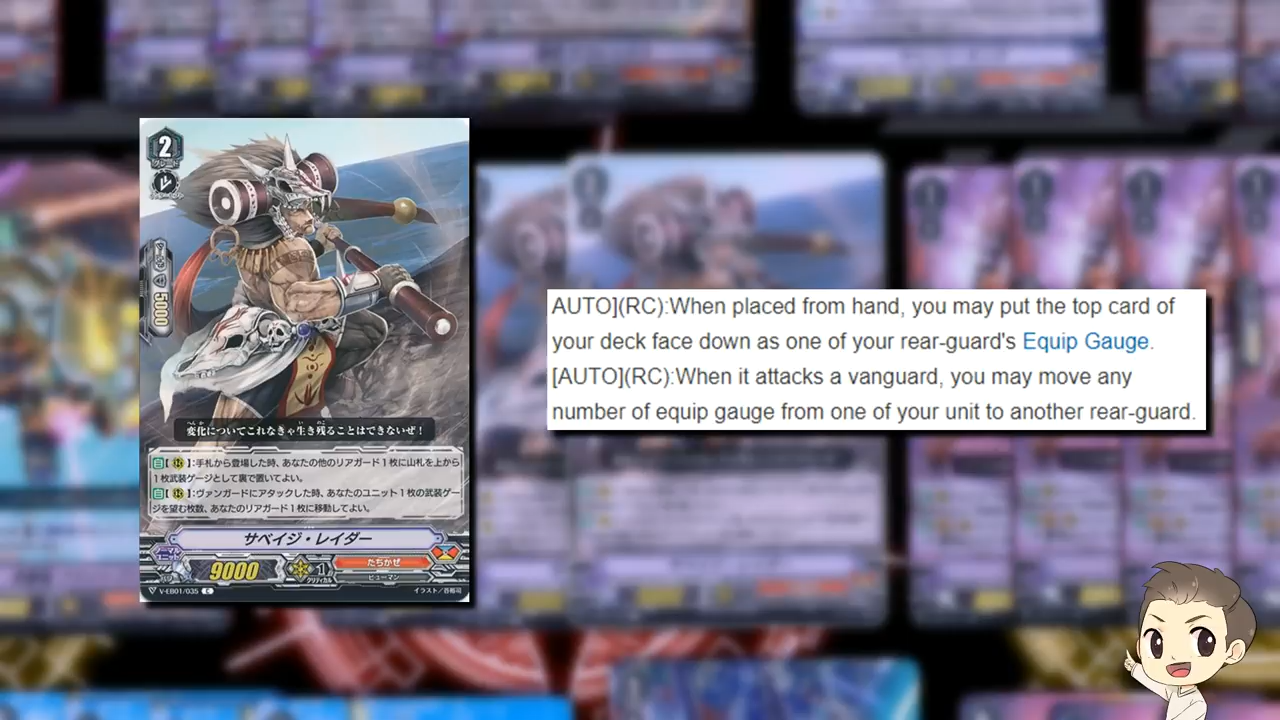 2
5000
変化についてこれなきゃ生き残ることはできないぜ!
【 】:手札から登場した時、あなたの他のリアガード1枚に山札を上から
1枚武装ゲージとして裏で置いてよい。
【 】:ヴァンガードにアタックした時、あなたのユニット1枚の武装ゲー
ジを望む枚数、あなたのリアガード1枚に移動してよい。
サベイジ・レイダー
9000
1
クリティカル
たちかぜ
ヒューマン
V-EB01/035 C
AUTO](RC):When placed from hand, you may put the top card of
your deck face down as one of your rear-guard's Equip Gauge.
[AUTO](RC):When it attacks a vanguard, you may move any
number of equip gauge from one of your unit to another rear-guard.